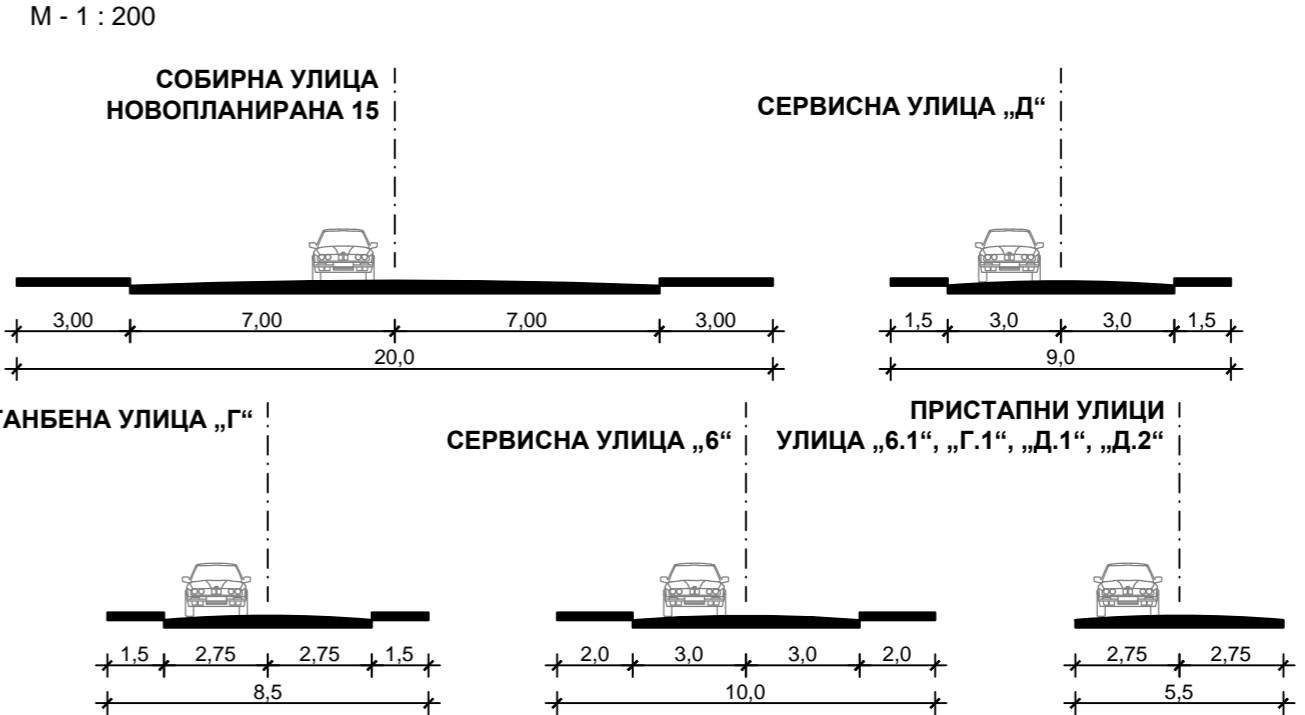 М - 1 : 200
СОБИРНА УЛИЦА
НОВОПЛАНИРАНА 15
3,00 7,00 7,00 3,00
20,0
СЕРВИСНА УЛИЦА „Д“
1,5 3,0 3,0 1,5
9,0
УЛИЦА „Г“
1,5 2,75 2,75 1,5
8,5
СЕРВИСНА УЛИЦА „6“
2,0 3,0 3,0 2,0
10,0
ПРИСТАПНИ УЛИЦИ
УЛИЦА „6.1“, „Г.1“, „Д.1“, „Д.2“
2,75 2,75
5,5